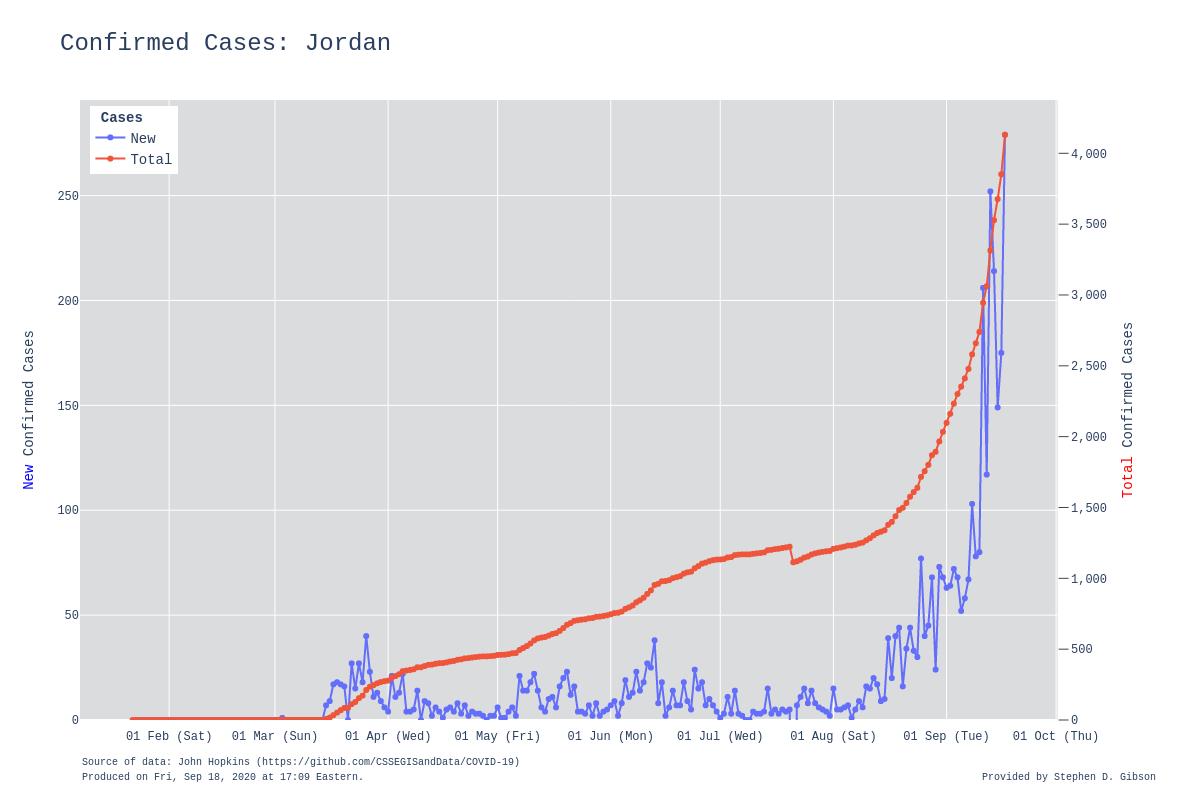 Confirmed Cases: Jordan
Cases
New
Total
250
200
150
100
50
0
4,000
3,500
3,000
2,500
2,000
1,500
1,000
500
0
New Confirmed Cases
Total Confirmed Cases
01 Feb (Sat) 01 Mar (Sun) 01 Apr (Wed) 01 May (Fri) 01 Jun (Mon) 01 Jul (Wed) 01 Aug (Sat) 01 Sep (Tue) 01 Oct (Thu)
Source of data: John Hopkins (https://github.com/CSSEGISandData/COVID-19)
Produced on Fri, Sep 18, 2020 at 17:09 Eastern.
Provided by Stephen D. Gibson